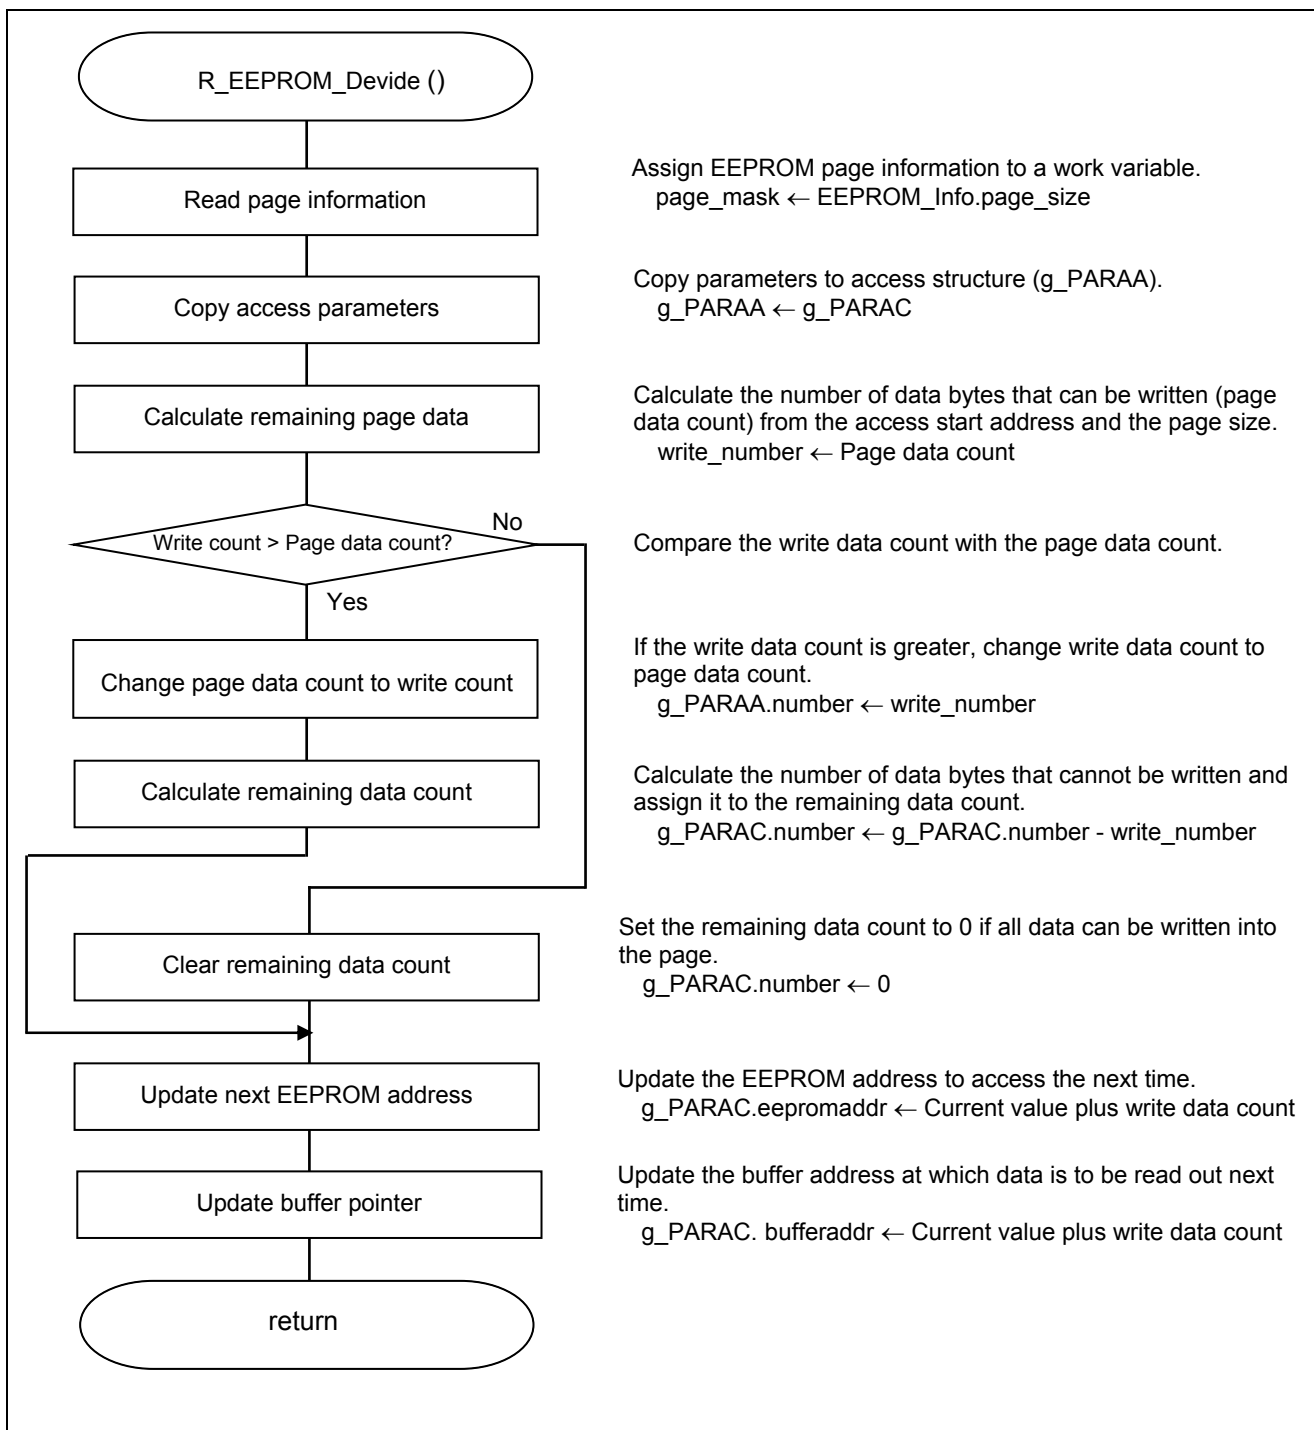 R_EEPROM_Devide ()
Read page information
Assign EEPROM page information to a work variable.
page_mask ← EEPROM_Info.page_size
Copy access parameters
Copy parameters to access structure (g_PARAA).
g_PARAA ← g_PARAC
Calculate remaining page data
Calculate the number of data bytes that can be written (page
data count) from the access start address and the page size.
write_number ← Page data count
Write count > Page data count?
No
Yes
Compare the write data count with the page data count.
Change page data count to write count
If the write data count is greater, change write data count to
page data count.
g_PARAA.number ← write_number
Calculate remaining data count
Calculate the number of data bytes that cannot be written and
assign it to the remaining data count.
g_PARAC.number ← g_PARAC.number - write_number
Clear remaining data count
Set the remaining data count to 0 if all data can be written into
the page.
g_PARAC.number ← 0
Update next EEPROM address
Update the EEPROM address to access the next time.
g_PARAC.eepromaddr ← Current value plus write data count
Update buffer pointer
Update the buffer address at which data is to be read out next
time.
g_PARAC. bufferaddr ← Current value plus write data count
return